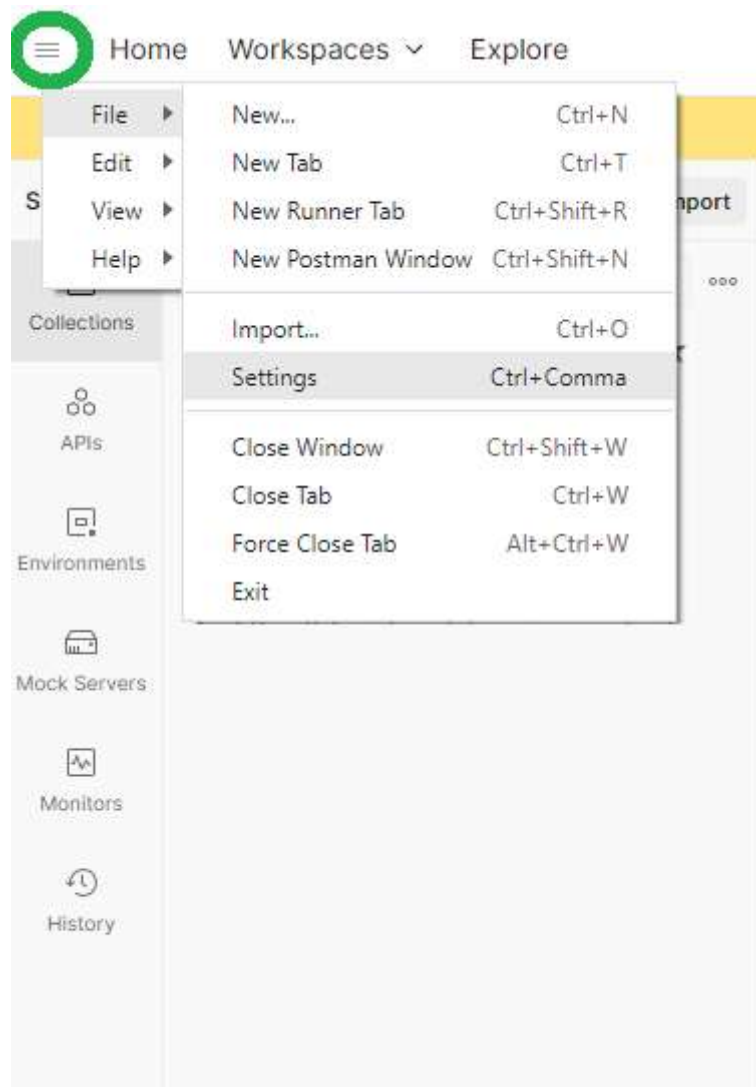 Home Workspaces Explore
File
Edit
View
Help
New... Ctrl+N
New Tab Ctrl+T
New Runner Tab Ctrl+Shift+R
New Postman Window Ctrl+Shift+N
Import... Ctrl+O
Settings Ctrl+Comma
Close Window Ctrl+Shift+W
Close Tab Ctrl+W
Force Close Tab Alt+Ctrl+W
Exit
Collections
APIs
Environments
Mock Servers
Monitors
History